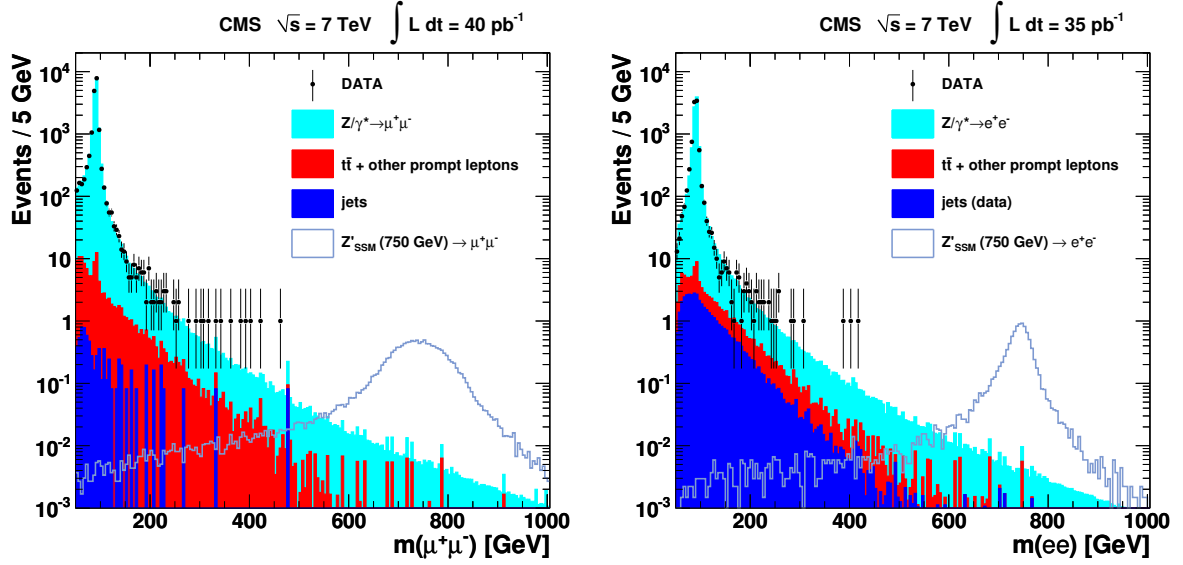 CMS √s = 7 TeV ∫ L dt = 40 pb⁻¹
Events / 5 GeV
10⁴
10³
10²
10
1
10⁻¹
10⁻²
10⁻³
DATA
Z/γ*→μ⁺μ⁻
tt̄ + other prompt leptons
jets
Z'SSM (750 GeV) → μ⁺μ⁻
200 400 600 800 1000
m(μ⁺μ⁻) [GeV]
CMS √s = 7 TeV ∫ L dt = 35 pb⁻¹
Events / 5 GeV
10⁴
10³
10²
10
1
10⁻¹
10⁻²
10⁻³
DATA
Z/γ*→e⁺e⁻
tt̄ + other prompt leptons
jets (data)
Z'SSM (750 GeV) → e⁺e⁻
200 400 600 800 1000
m(ee) [GeV]